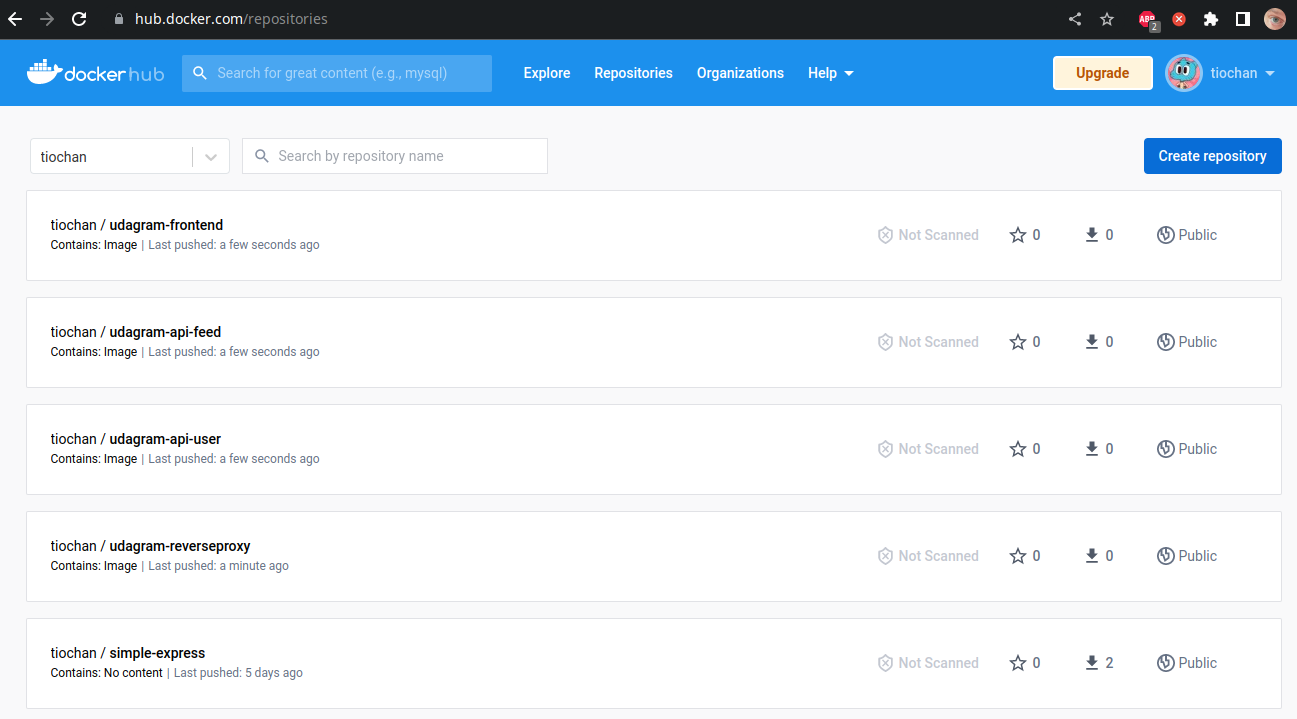 hub.docker.com/repositories
ABP
2
docker hub
Search for great content (e.g., mysql)
Explore
Repositories
Organizations
Help
Upgrade
tiochan
tiochan
Search by repository name
Create repository
tiochan / udagram-frontend
Contains: Image | Last pushed: a few seconds ago
Not Scanned
0
0
Public
tiochan / udagram-api-feed
Contains: Image | Last pushed: a few seconds ago
Not Scanned
0
0
Public
tiochan / udagram-api-user
Contains: Image | Last pushed: a few seconds ago
Not Scanned
0
0
Public
tiochan / udagram-reverseproxy
Contains: Image | Last pushed: a minute ago
Not Scanned
0
0
Public
tiochan / simple-express
Contains: No content | Last pushed: 5 days ago
Not Scanned
0
2
Public